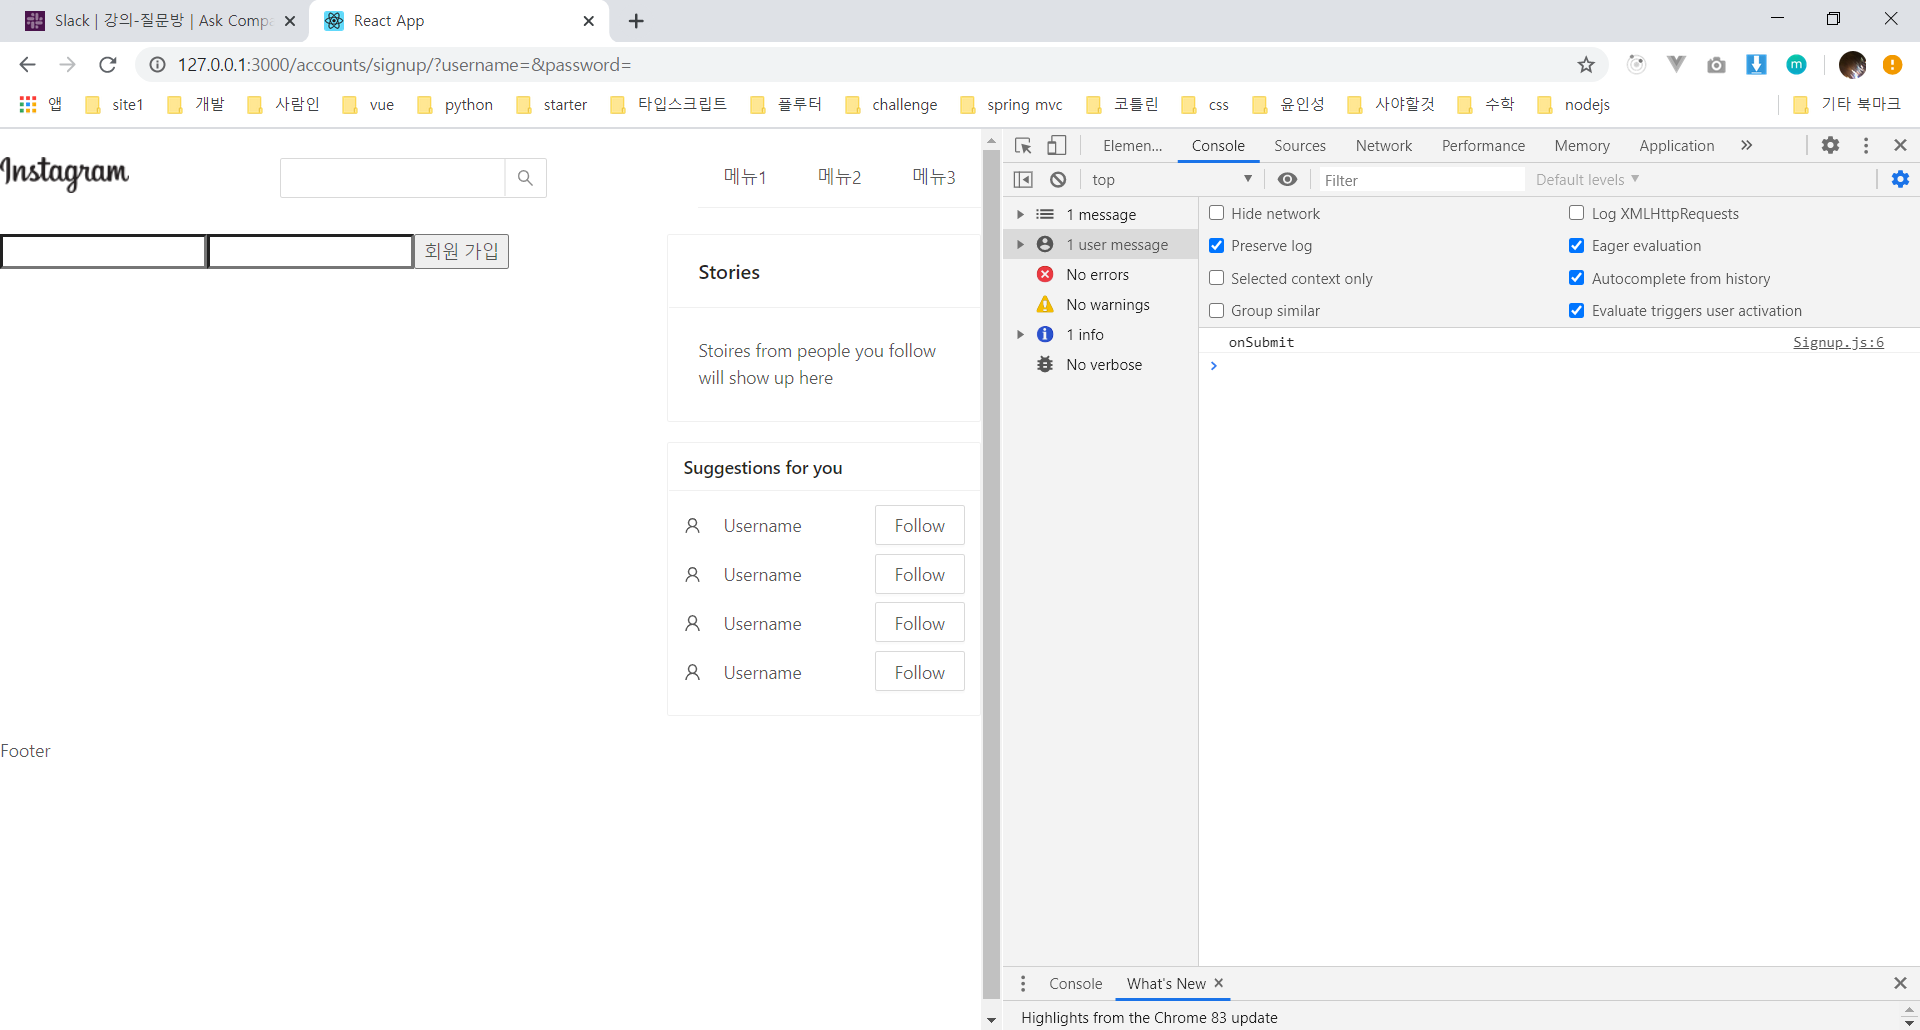 Slack | 강의-질문방 | Ask Compa
React App
127.0.0.1:3000/accounts/signup/?username=&password=
앱 site1 개발 사람인 vue python starter 타입스크립트 플루터 challenge spring mvc 코틀린 css 윤인성 사야할것 수학 nodejs 기타 북마크
Instagram
메뉴1 메뉴2 메뉴3
회원 가입
Stories
Stoires from people you follow
will show up here
Suggestions for you
Username Follow
Username Follow
Username Follow
Username Follow
Footer
Elemen... Console Sources Network Performance Memory Application »
top Filter Default levels
1 message
1 user message
No errors
No warnings
1 info
No verbose
Hide network Log XMLHttpRequests
Preserve log Eager evaluation
Selected context only Autocomplete from history
Group similar Evaluate triggers user activation
onSubmit Signup.js:6
Console What's New
Highlights from the Chrome 83 update